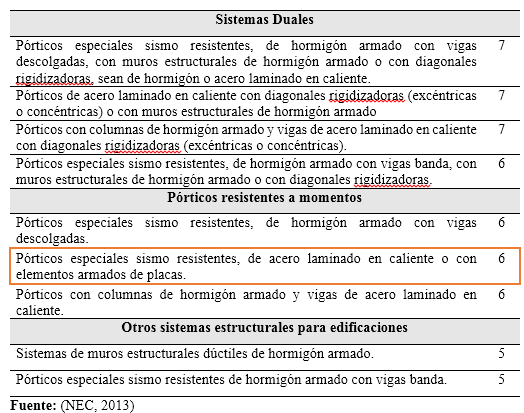 Sistemas Duales
Pórticos especiales sismo resistentes, de hormigón armado con vigas
descolgadas, con muros estructurales de hormigón armado o con diagonales
rigidizadoras, sean de hormigón o acero laminado en caliente.
7
Pórticos de acero laminado en caliente con diagonales rigidizadoras (excéntricas
o concéntricas) o con muros estructurales de hormigón armado
7
Pórticos con columnas de hormigón armado y vigas de acero laminado en caliente
con diagonales rigidizadoras (excéntricas o concéntricas).
7
Pórticos especiales sismo resistentes, de hormigón armado con vigas banda, con
muros estructurales de hormigón armado o con diagonales rigidizadoras.
6
Pórticos resistentes a momentos
Pórticos especiales sismo resistentes, de hormigón armado con vigas
descolgadas.
6
Pórticos especiales sismo resistentes, de acero laminado en caliente o con
elementos armados de placas.
6
Pórticos con columnas de hormigón armado y vigas de acero laminado en
caliente.
6
Otros sistemas estructurales para edificaciones
Sistemas de muros estructurales dúctiles de hormigón armado.
5
Pórticos especiales sismo resistentes de hormigón armado con vigas banda.
5
Fuente: (NEC, 2013)